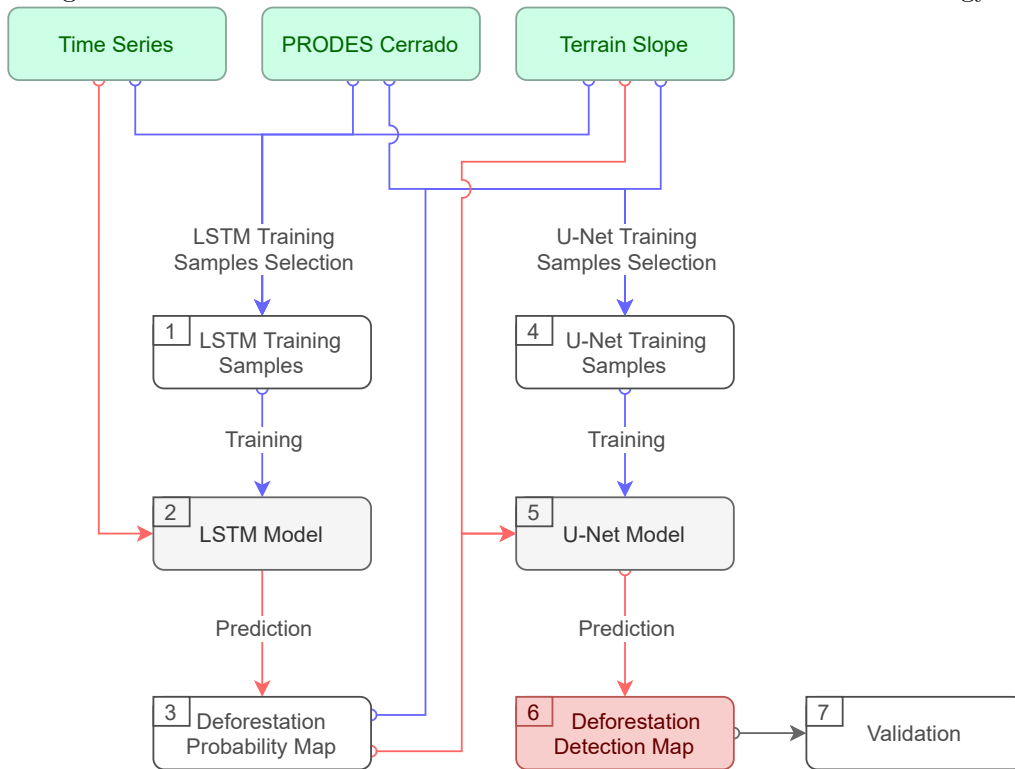 Time Series
PRODES Cerrado
Terrain Slope
LSTM Training
Samples Selection
U-Net Training
Samples Selection
1
LSTM Training
Samples
4
U-Net Training
Samples
Training
Training
2
LSTM Model
5
U-Net Model
Prediction
Prediction
3
Deforestation
Probability Map
6
Deforestation
Detection Map
7
Validation